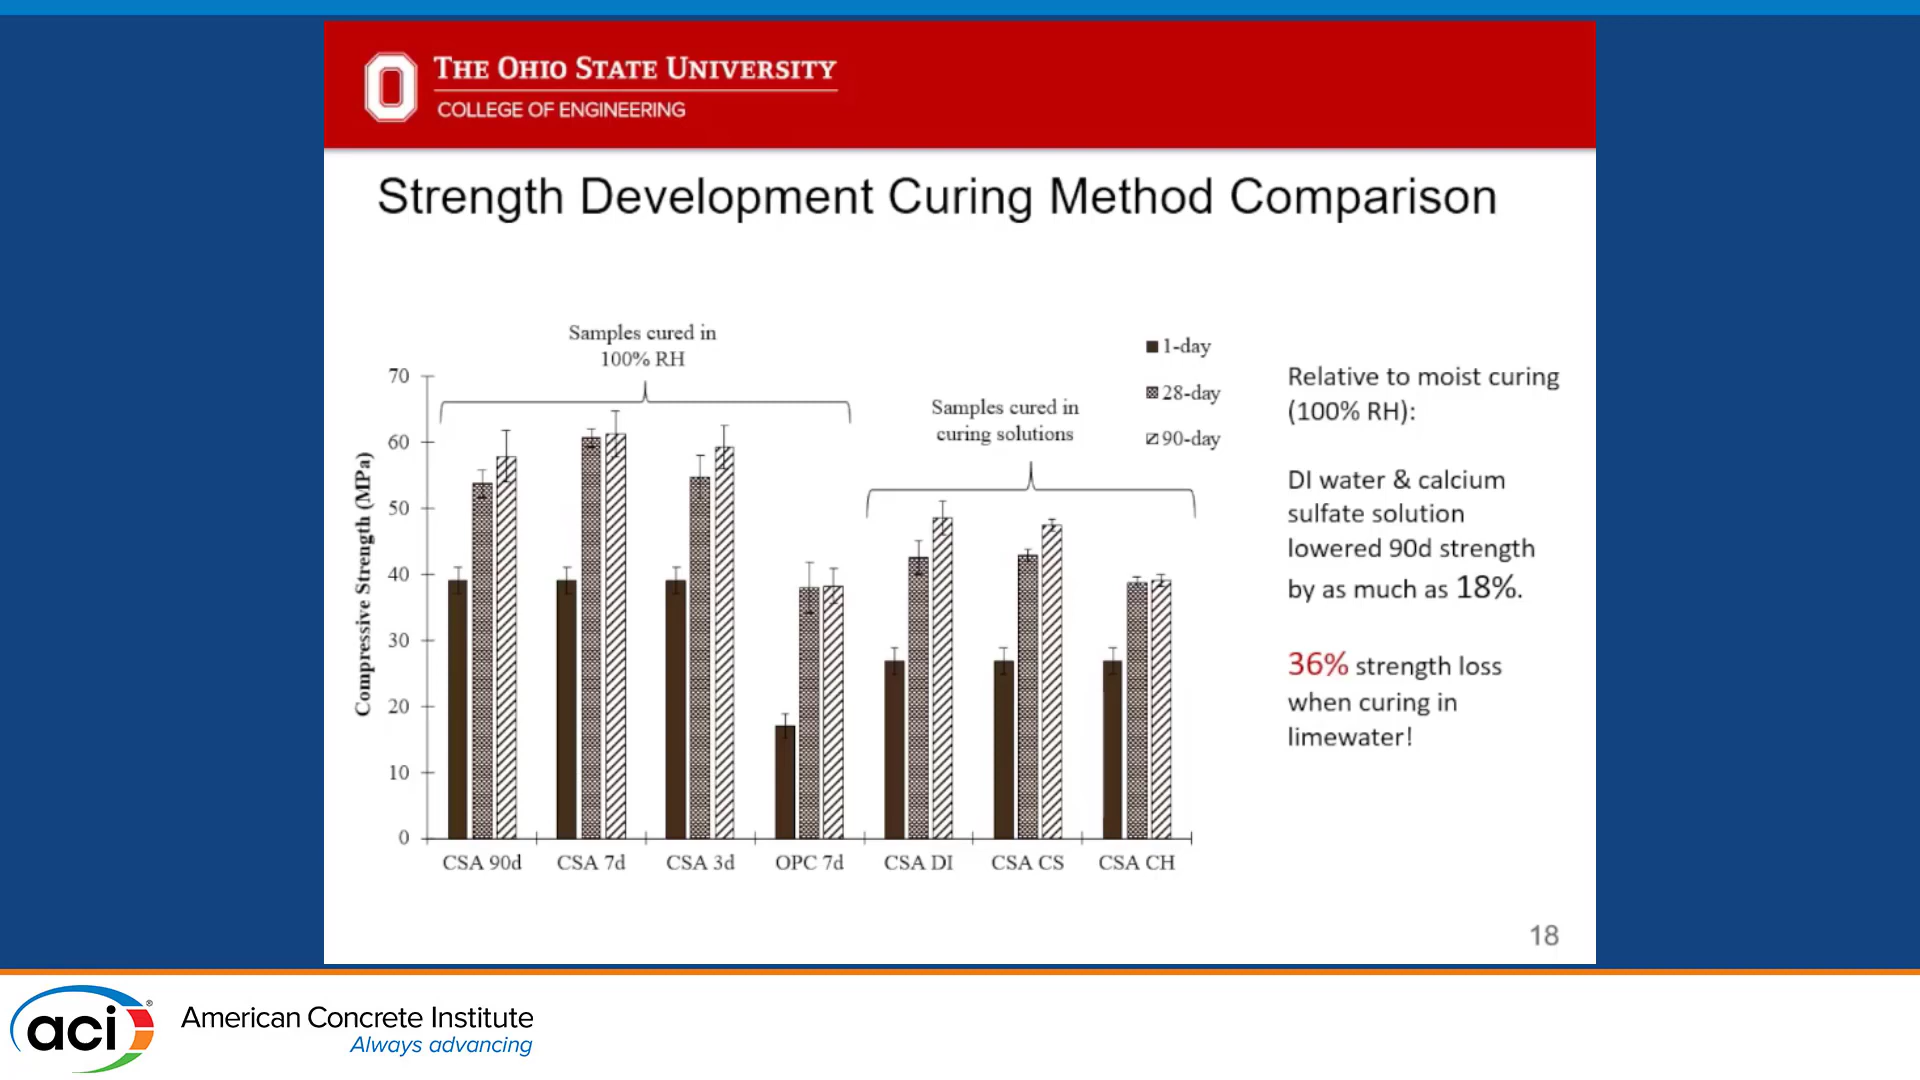 THE OHIO STATE UNIVERSITY
COLLEGE OF ENGINEERING
Strength Development Curing Method Comparison
Samples cured in
100% RH
Samples cured in
curing solutions
1-day
28-day
90-day
Compressive Strength (MPa)
70
60
50
40
30
20
10
0
CSA 90d
CSA 7d
CSA 3d
OPC 7d
CSA DI
CSA CS
CSA CH
Relative to moist curing
(100% RH):
DI water & calcium
sulfate solution
lowered 90d strength
by as much as 18%.
36% strength loss
when curing in
limewater!
18
aci®
American Concrete Institute
Always advancing